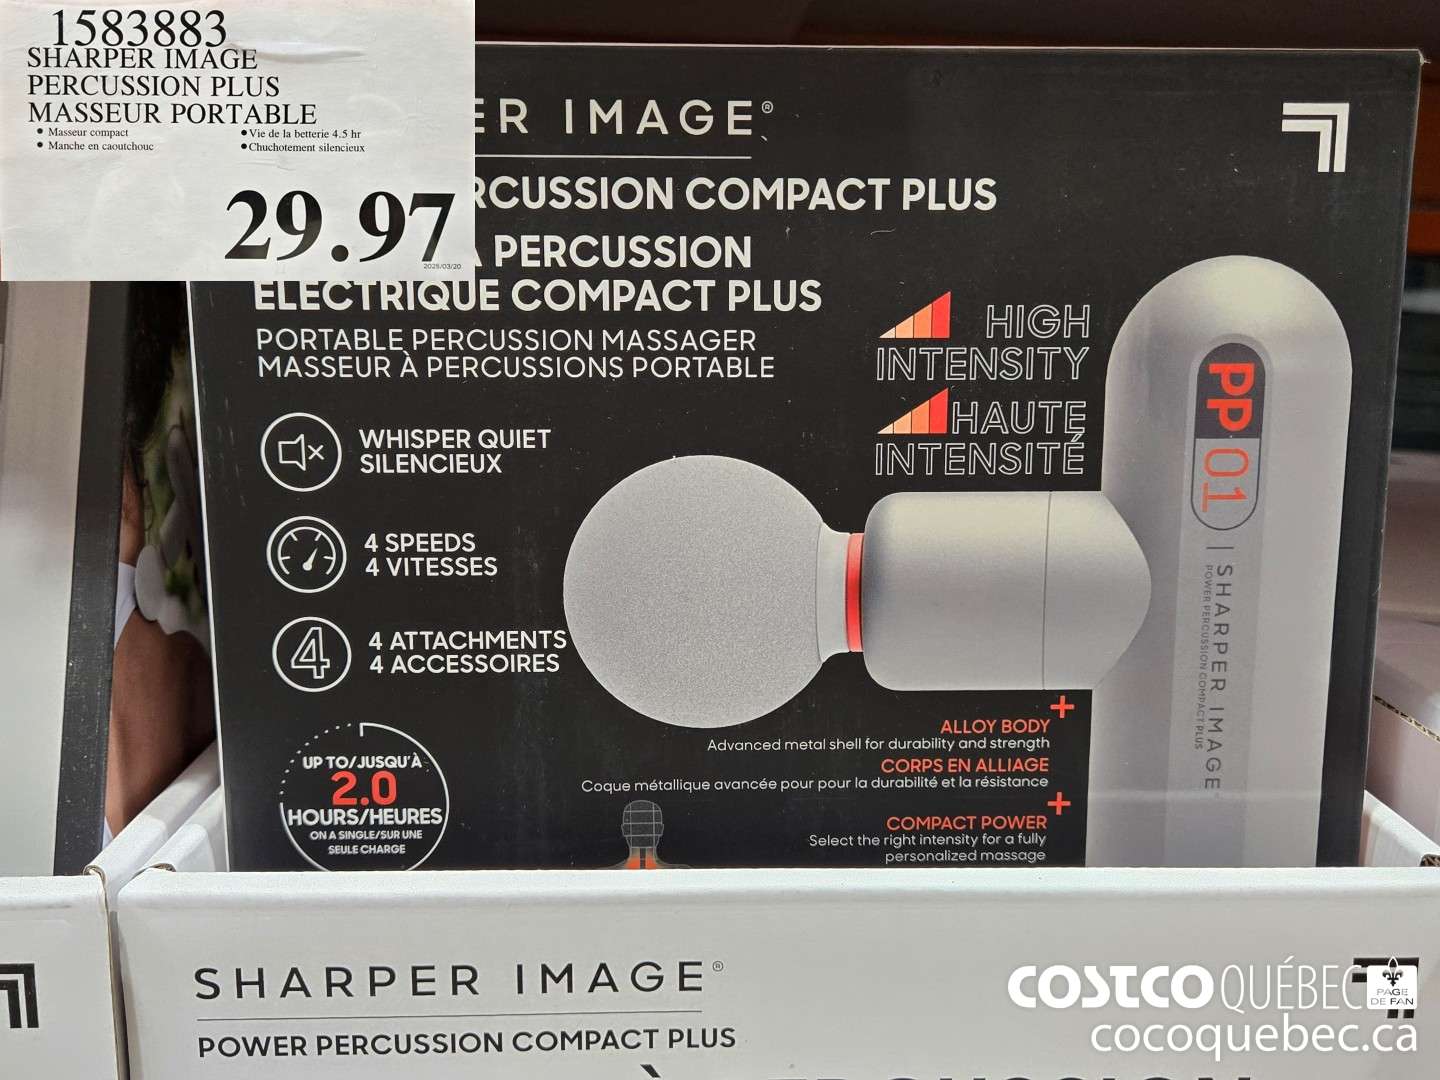 1583883
SHARPER IMAGE
PERCUSSION PLUS
MASSEUR PORTABLE
• Masseur compact
• Manche en caoutchouc
• Vie de la betterie 4.5 hr
• Chuchotement silencieux
29.97
2025/03/20
ER IMAGE®
RCUSSION COMPACT PLUS
A PERCUSSION
ÉLECTRIQUE COMPACT PLUS
PORTABLE PERCUSSION MASSAGER
MASSEUR À PERCUSSIONS PORTABLE
HIGH
INTENSITY
HAUTE
INTENSITÉ
WHISPER QUIET
SILENCIEUX
4 SPEEDS
4 VITESSES
4
4 ATTACHMENTS
4 ACCESSOIRES
UP TO/JUSQU'À
2.0
HOURS/HEURES
ON A SINGLE/SUR UNE
SEULE CHARGE
PP01
SHARPER IMAGE®
POWER PERCUSSION COMPACT PLUS
ALLOY BODY
Advanced metal shell for durability and strength
CORPS EN ALLIAGE
Coque métallique avancée pour pour la durabilité et la résistance
COMPACT POWER
Select the right intensity for a fully
personalized massage
SHARPER IMAGE®
POWER PERCUSSION COMPACT PLUS
COSTCO QUÉBEC
PAGE
DE FAN
cocoquebec.ca